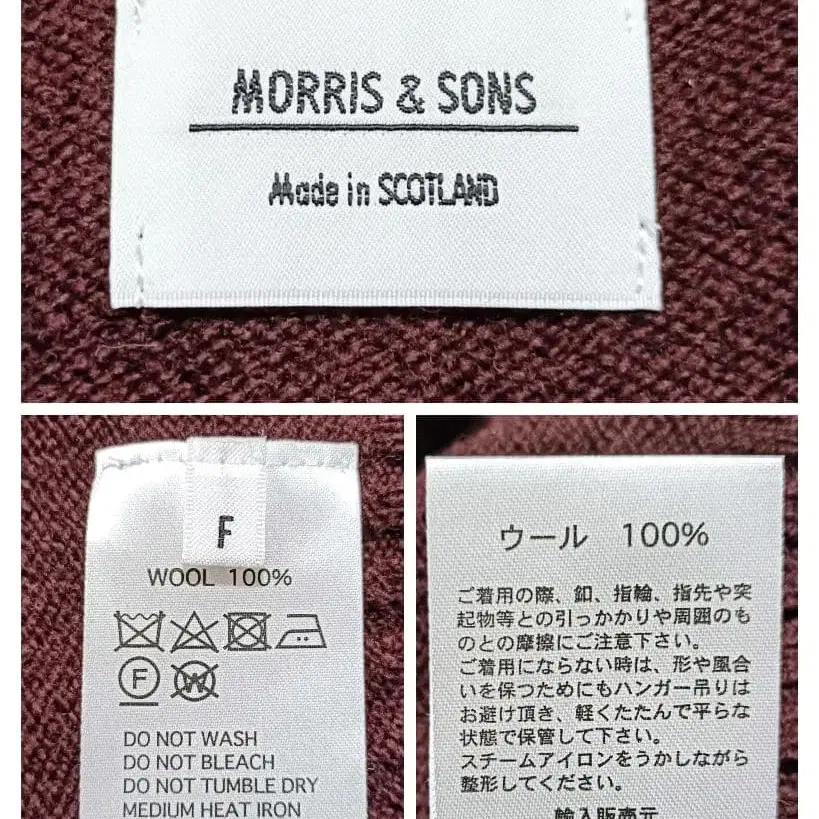 MORRIS & SONS
Made in SCOTLAND
F
WOOL 100%
F
W
DO NOT WASH
DO NOT BLEACH
DO NOT TUMBLE DRY
MEDIUM HEAT IRON
ウール 100%
ご着用の際、釦、指輪、指先や突
起物等との引っかかりや周囲のも
のとの摩擦にご注意下さい。
ご着用にならない時は、形や風合
いを保つためにもハンガー吊りは
お避け頂き、軽くたたんで平らな
状態で保管して下さい。
スチームアイロンをうかしながら
整形してください。
輸入販売元